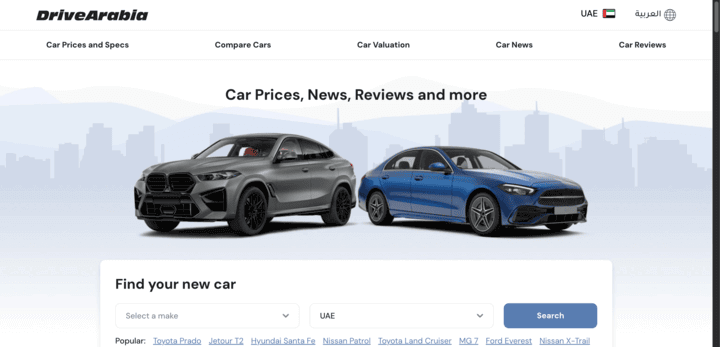 DriveArabia
UAE العربية
Car Prices and Specs Compare Cars Car Valuation Car News Car Reviews
Car Prices, News, Reviews and more
Find your new car
Select a make UAE Search
Popular: Toyota Prado Jetour T2 Hyundai Santa Fe Nissan Patrol Toyota Land Cruiser MG 7 Ford Everest Nissan X-Trail